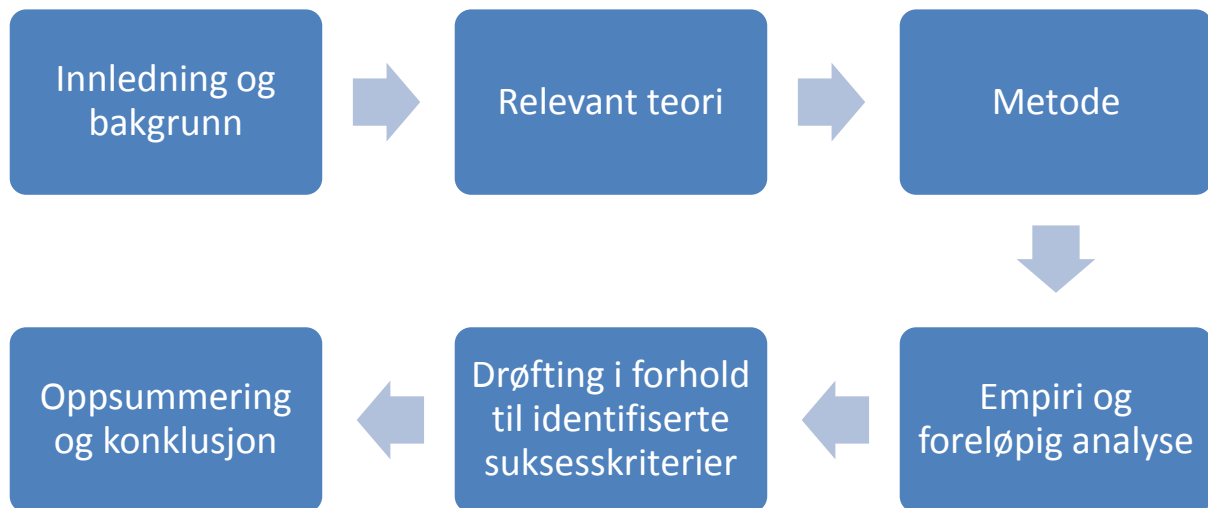 Innledning og
bakgrunn
Relevant teori
Metode
Empiri og
foreløpig analyse
Drøfting i forhold
til identifiserte
suksesskriterier
Oppsummering
og konklusjon